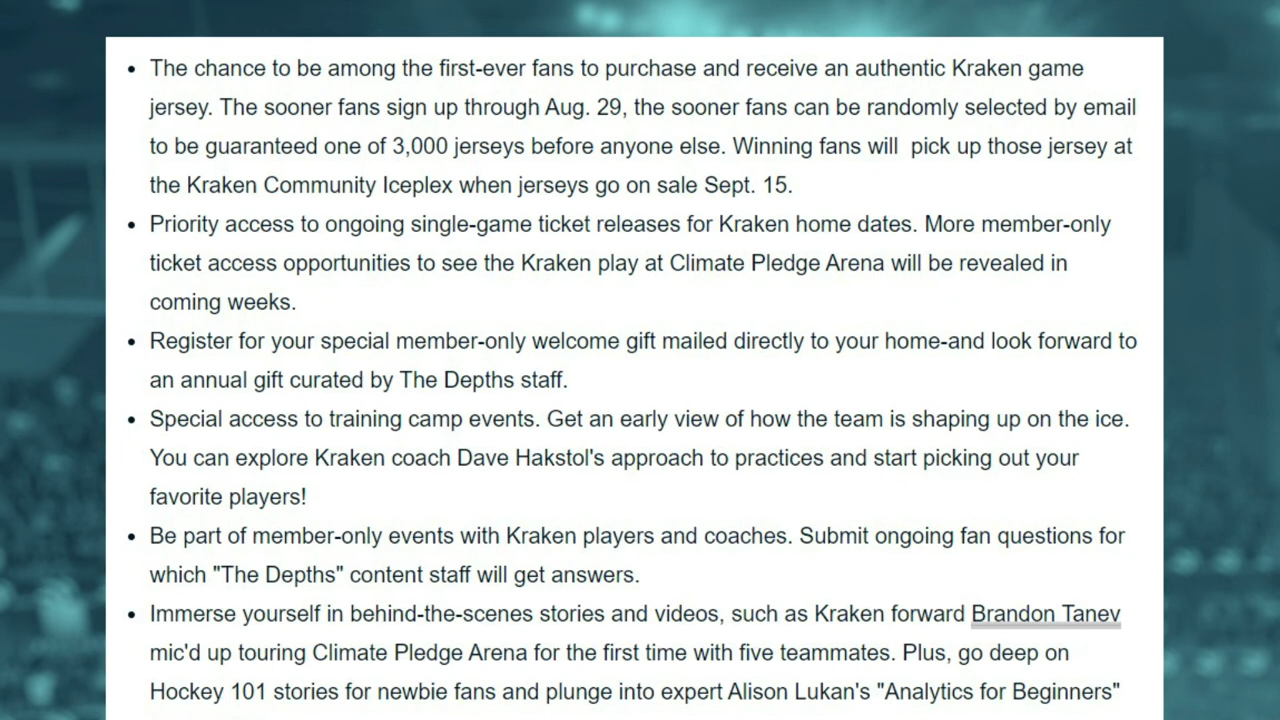 • The chance to be among the first-ever fans to purchase and receive an authentic Kraken game
jersey. The sooner fans sign up through Aug. 29, the sooner fans can be randomly selected by email
to be guaranteed one of 3,000 jerseys before anyone else. Winning fans will  pick up those jersey at
the Kraken Community Iceplex when jerseys go on sale Sept. 15.
• Priority access to ongoing single-game ticket releases for Kraken home dates. More member-only
ticket access opportunities to see the Kraken play at Climate Pledge Arena will be revealed in
coming weeks.
• Register for your special member-only welcome gift mailed directly to your home-and look forward to
an annual gift curated by The Depths staff.
• Special access to training camp events. Get an early view of how the team is shaping up on the ice.
You can explore Kraken coach Dave Hakstol's approach to practices and start picking out your
favorite players!
• Be part of member-only events with Kraken players and coaches. Submit ongoing fan questions for
which "The Depths" content staff will get answers.
• Immerse yourself in behind-the-scenes stories and videos, such as Kraken forward Brandon Tanev
mic'd up touring Climate Pledge Arena for the first time with five teammates. Plus, go deep on
Hockey 101 stories for newbie fans and plunge into expert Alison Lukan's "Analytics for Beginners"